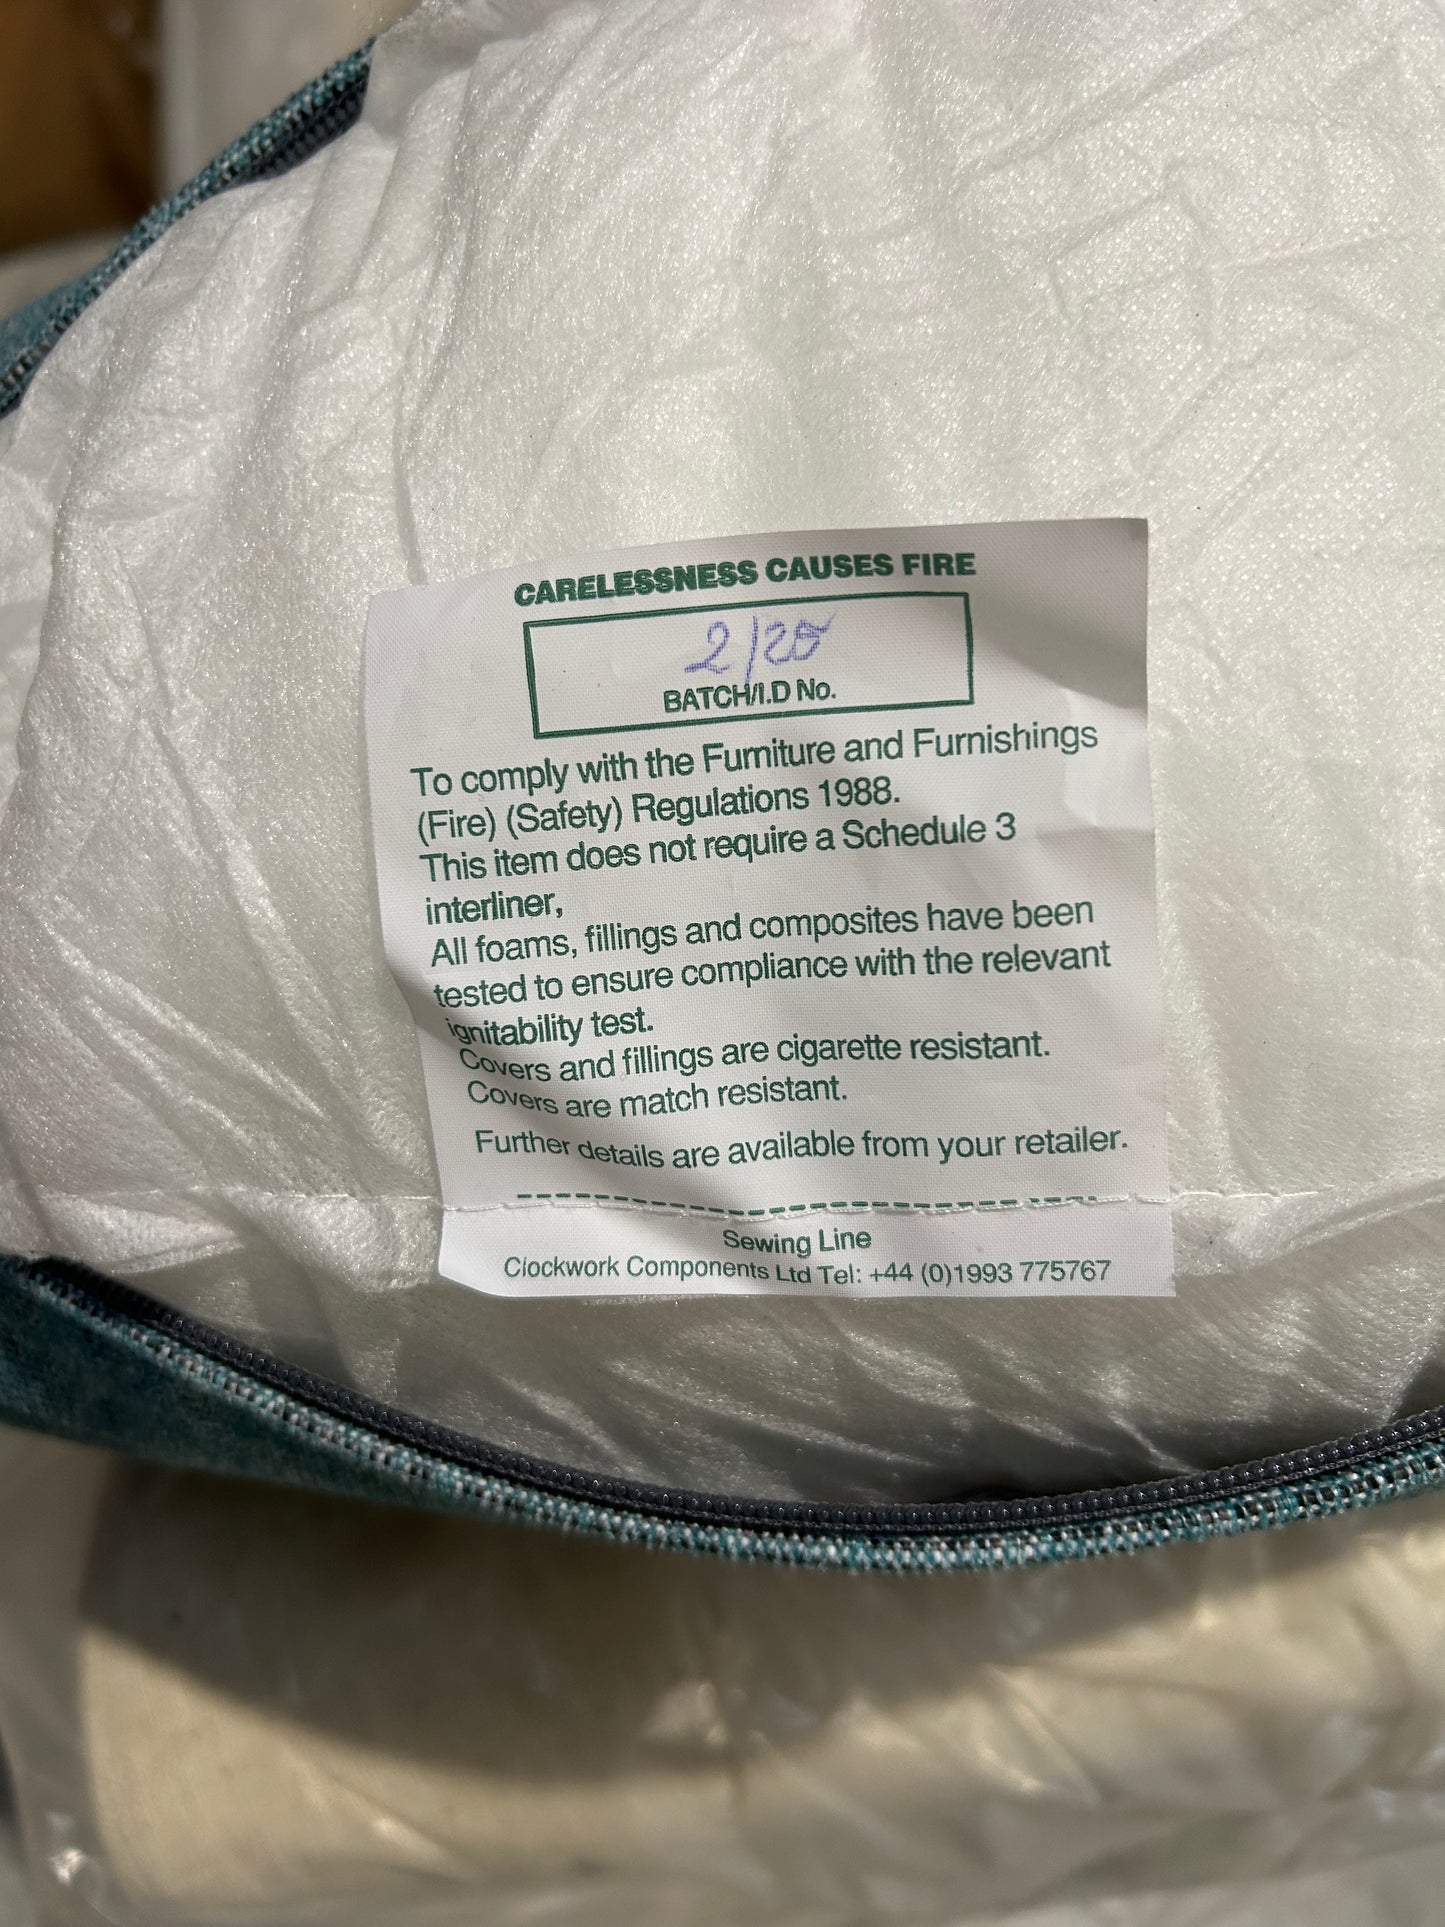 CARELESSNESS CAUSES FIRE
2/25
BATCH/I.D No.
To comply with the Furniture and Furnishings
(Fire) (Safety) Regulations 1988.
This item does not require a Schedule 3
interliner,
All foams, fillings and composites have been
tested to ensure compliance with the relevant
ignitability test.
Covers and fillings are cigarette resistant.
Covers are match resistant.
Further details are available from your retailer.
Sewing Line
Clockwork Components Ltd Tel: +44 (0)1993 775767